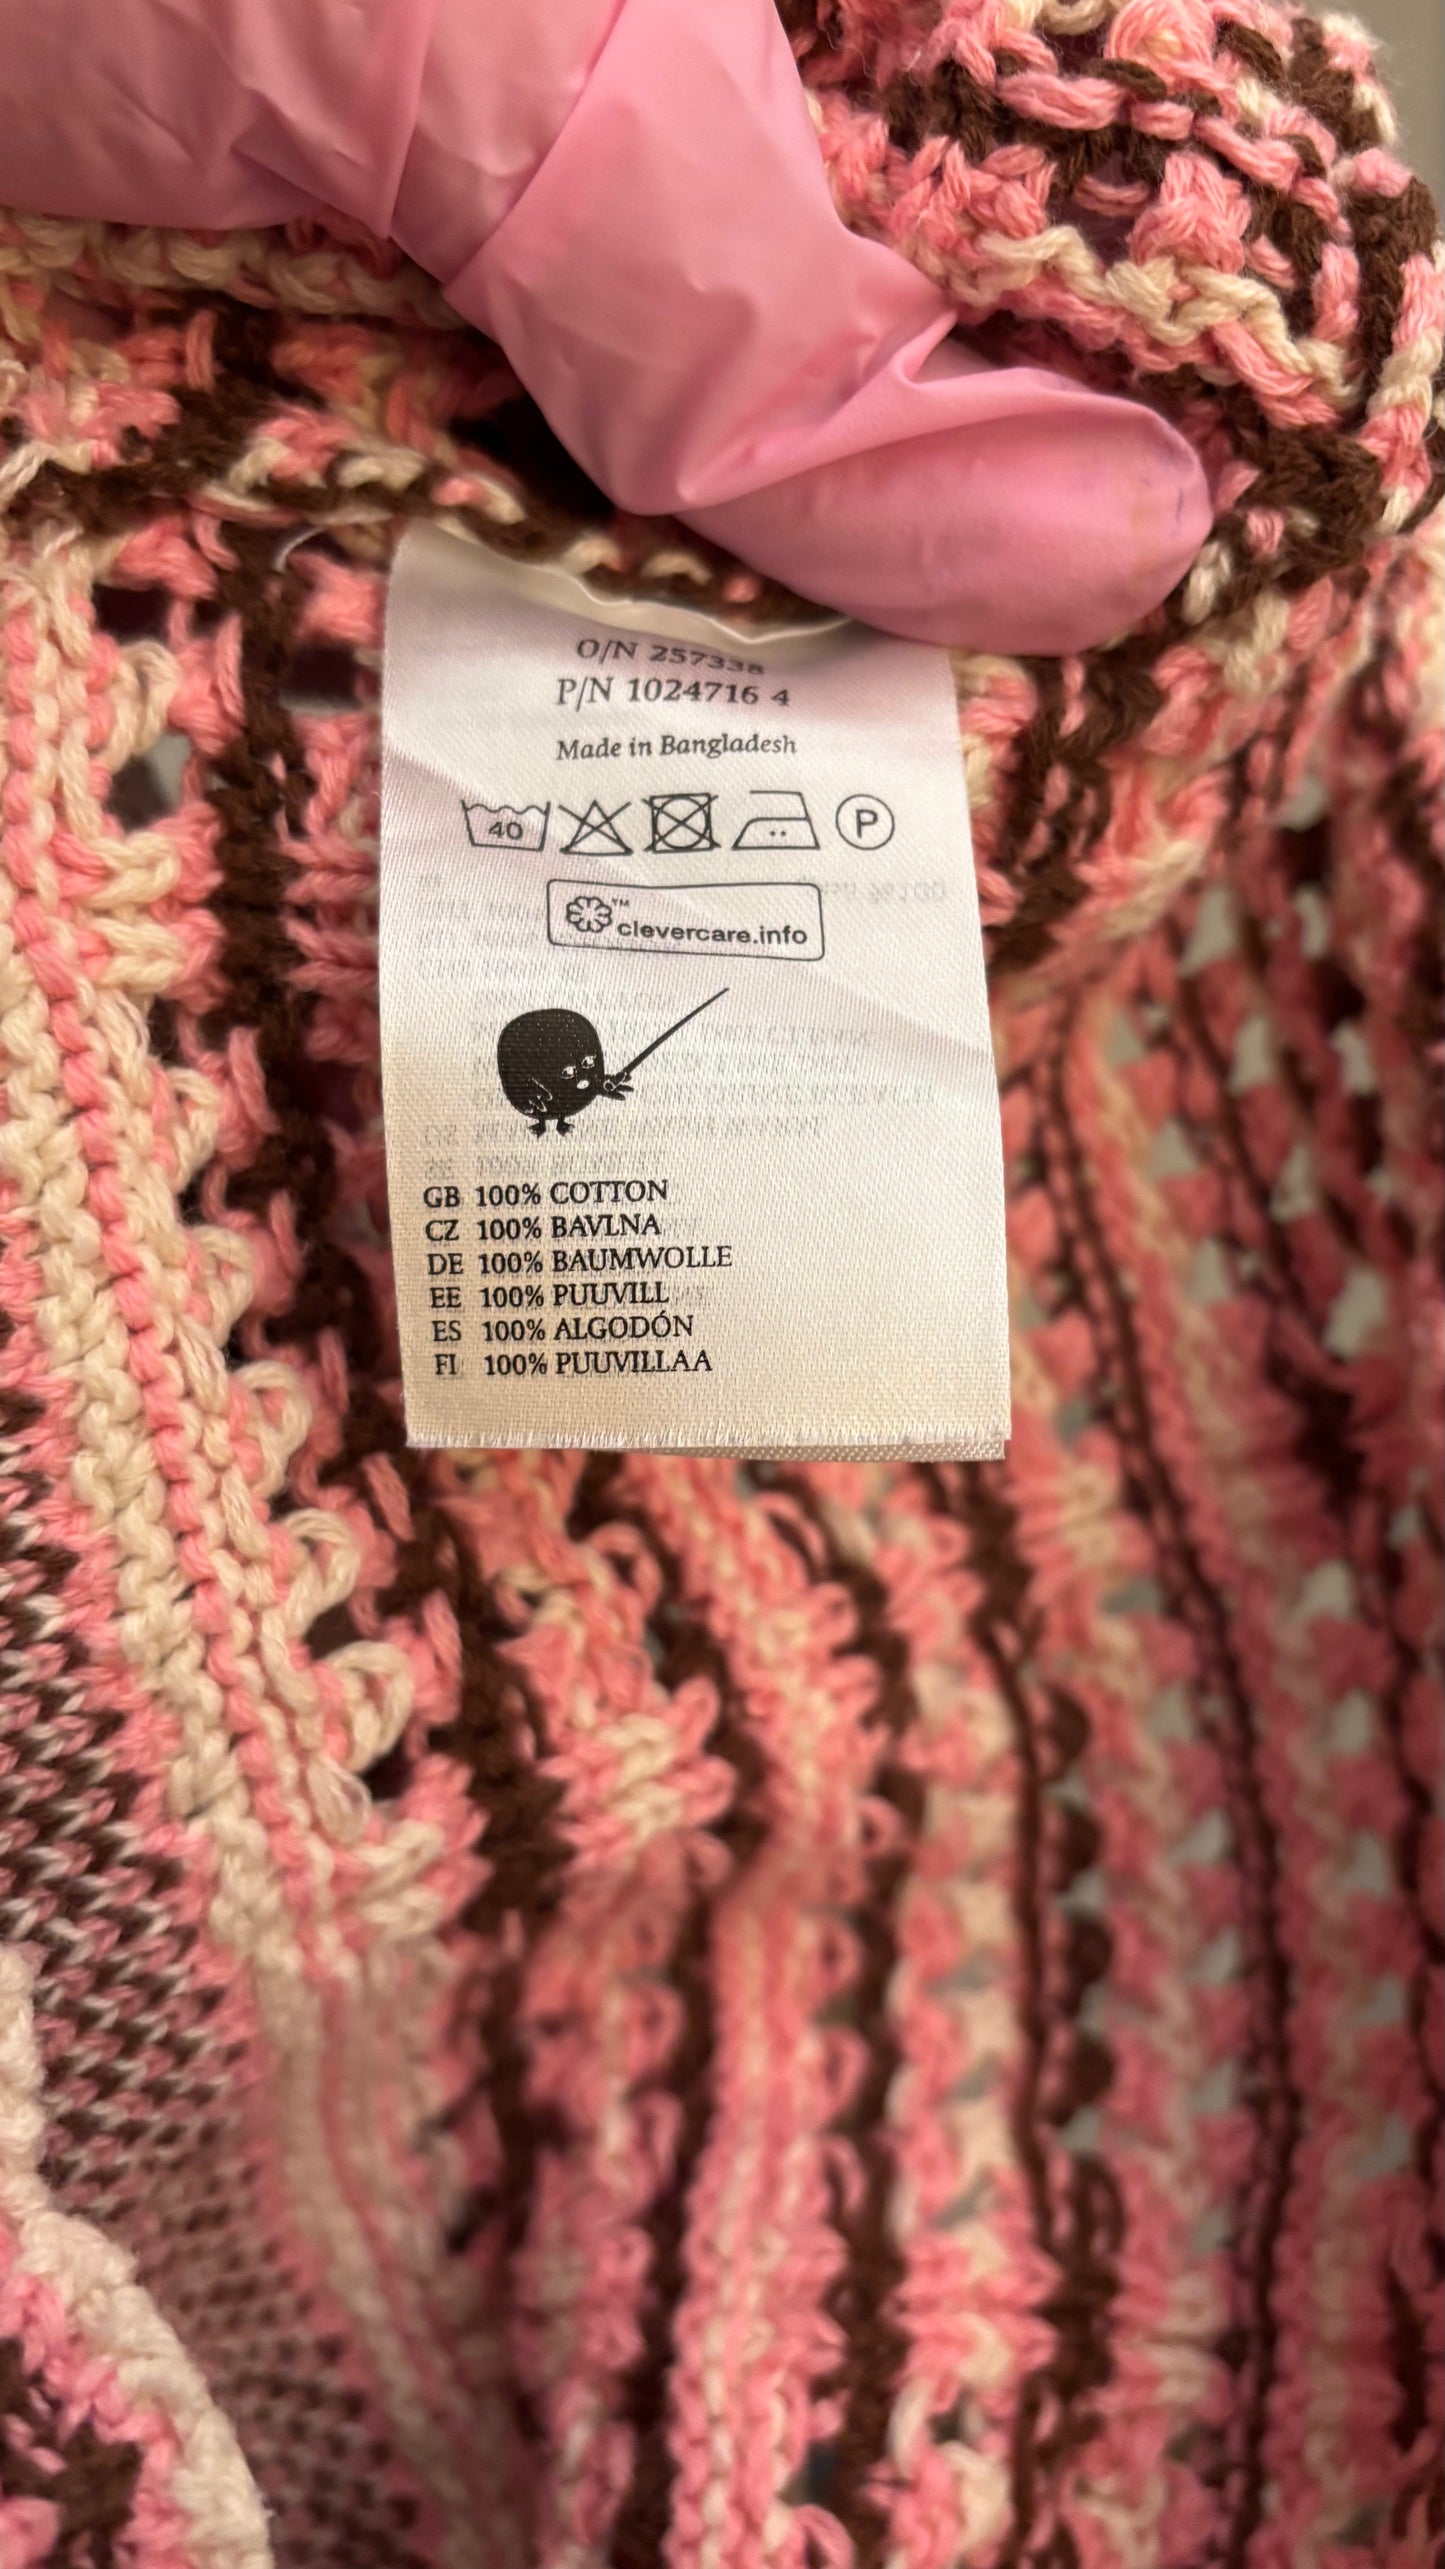 O/N 257338
P/N 1024716 4
Made in Bangladesh
40 P
™
clevercare.info
GB 100% COTTON
CZ 100% BAVLNA
DE 100% BAUMWOLLE
EE 100% PUUVILL
ES 100% ALGODÓN
FI 100% PUUVILLAA